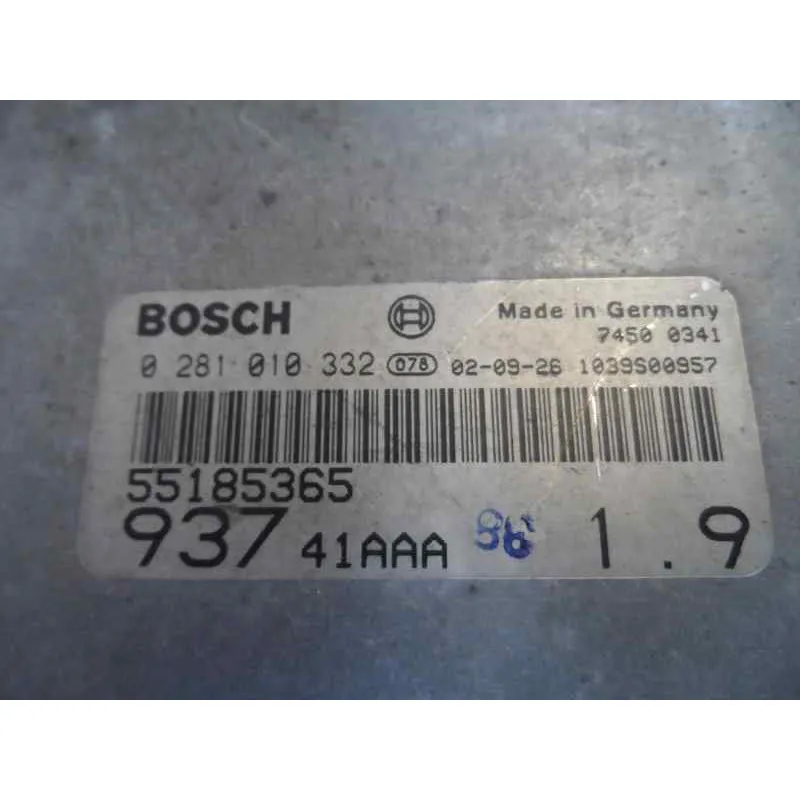 BOSCH Made in Germany
7450 0341
0 281 010 332 078 02-09-26 1039S00957
55185365
937 41AAA 1.9